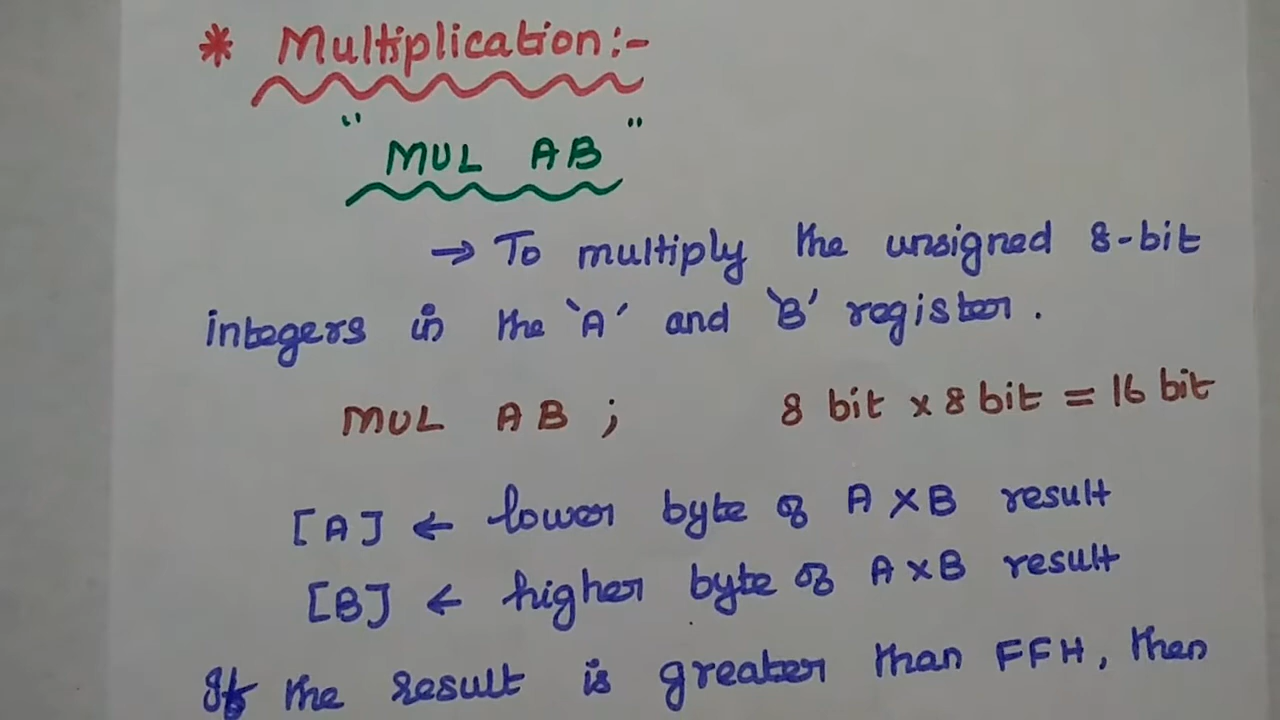 * Multiplication:-
" MUL AB "
→ To multiply the unsigned 8-bit
integers in the 'A' and 'B' register.
MUL AB ; 8 bit x 8 bit = 16 bit
[A] ← lower byte of A x B result
[B] ← higher byte of A x B result
If the result is greater than FFH, then